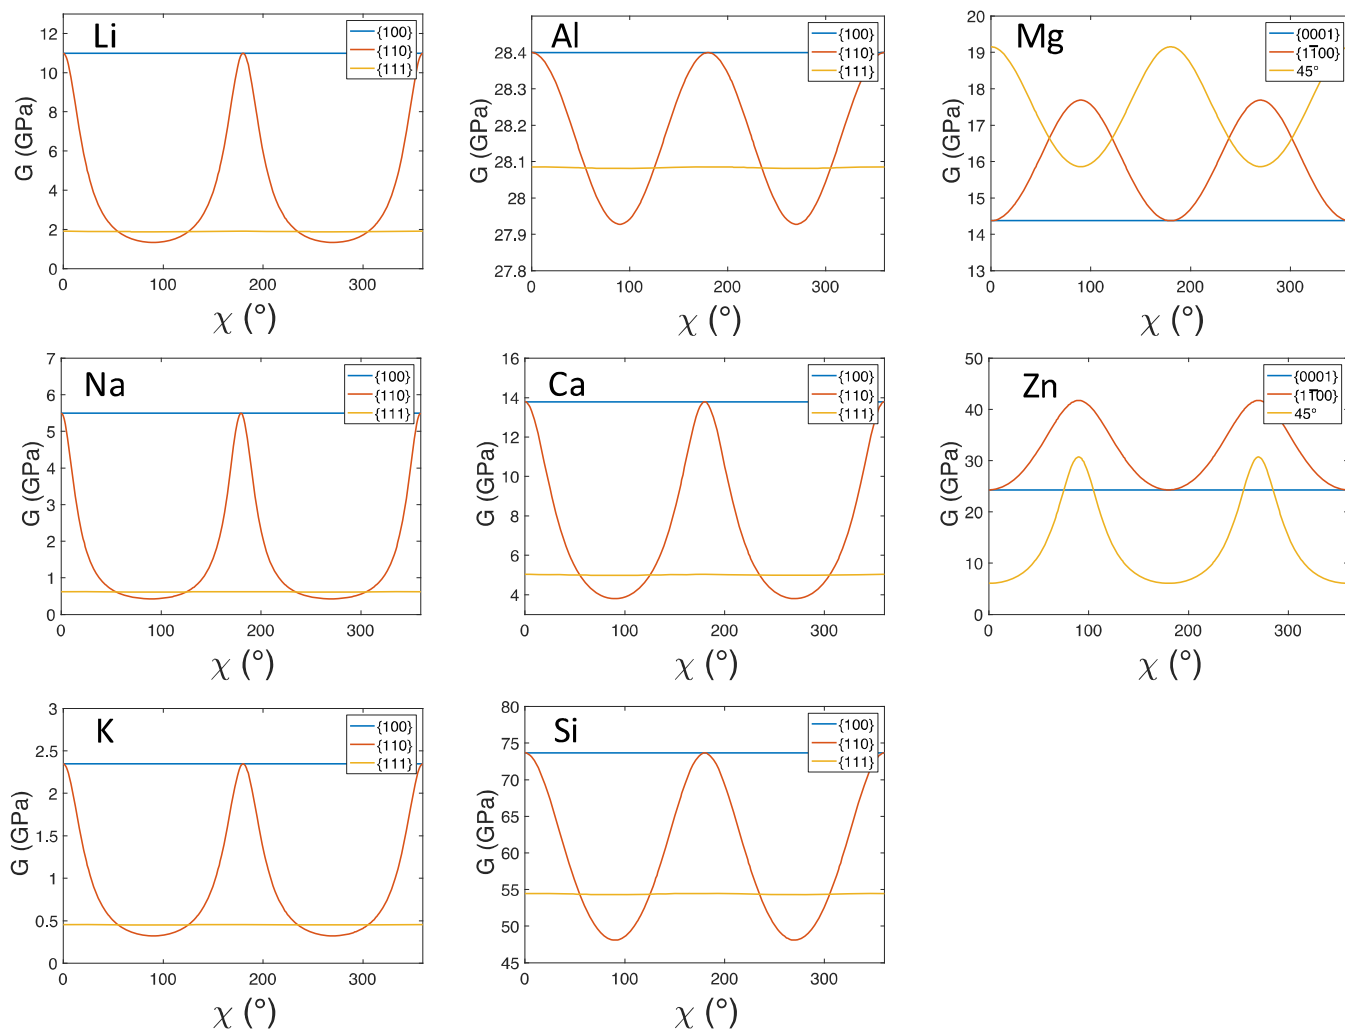 Li
{100}
{110}
{111}
G (GPa)
12
10
8
6
4
2
0
0 100 200 300
χ (°)
Al
{100}
{110}
{111}
G (GPa)
28.5
28.4
28.3
28.2
28.1
28
27.9
27.8
0 100 200 300
χ (°)
Mg
{0001}
{11̅00}
45°
G (GPa)
20
19
18
17
16
15
14
13
0 100 200 300
χ (°)
Na
{100}
{110}
{111}
G (GPa)
7
6
5
4
3
2
1
0
0 100 200 300
χ (°)
Ca
{100}
{110}
{111}
G (GPa)
16
14
12
10
8
6
4
0 100 200 300
χ (°)
Zn
{0001}
{11̅00}
45°
G (GPa)
50
40
30
20
10
0
0 100 200 300
χ (°)
K
{100}
{110}
{111}
G (GPa)
3
2.5
2
1.5
1
0.5
0
0 100 200 300
χ (°)
Si
{100}
{110}
{111}
G (GPa)
80
75
70
65
60
55
50
45
0 100 200 300
χ (°)